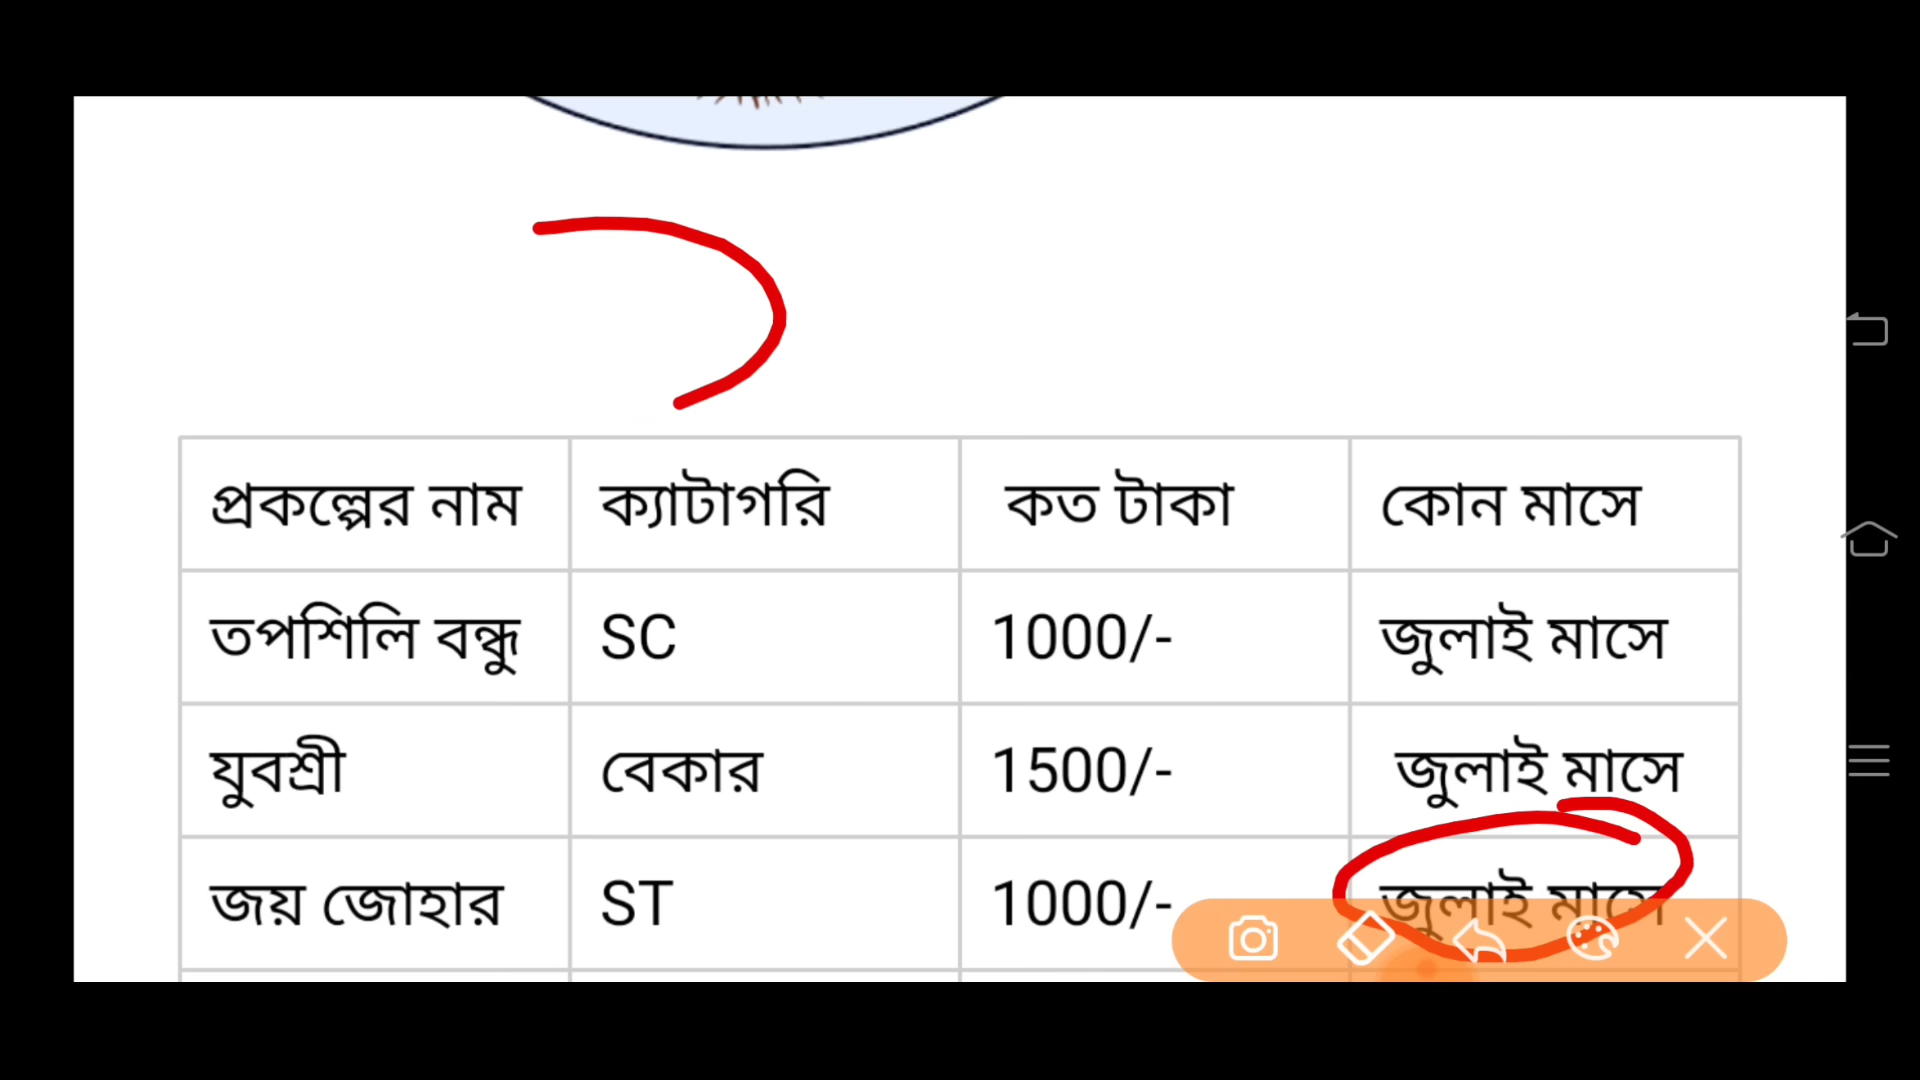 প্রকল্পের নাম ক্যাটাগরি কত টাকা কোন মাসে
তপশিলি বন্ধু SC 1000/- জুলাই মাসে
যুবশ্রী বেকার 1500/- জুলাই মাসে
জয় জোহার ST 1000/- জুলাই মাসে